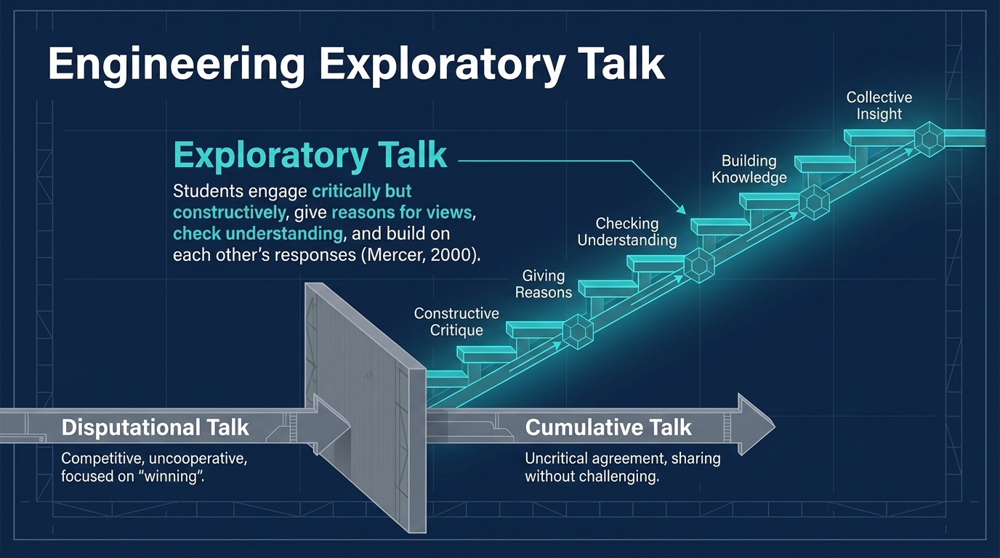 Engineering Exploratory Talk
Exploratory Talk
Students engage critically but
constructively, give reasons for views,
check understanding, and build on
each other's responses (Mercer, 2000).
Collective
Insight
Building
Knowledge
Checking
Understanding
Giving
Reasons
Constructive
Critique
Disputational Talk
Competitive, uncooperative,
focused on “winning”.
Cumulative Talk
Uncritical agreement, sharing
without challenging.